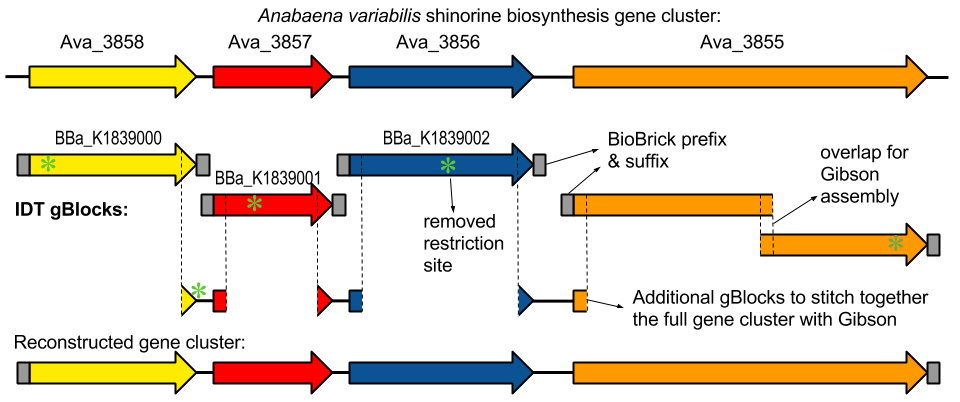 Anabaena variabilis shinorine biosynthesis gene cluster:
Ava_3858
Ava_3857
Ava_3856
Ava_3855
BBa_K1839000
BBa_K1839002
BioBrick prefix
& suffix
overlap for
Gibson
assembly
BBa_K1839001
IDT gBlocks:
removed
restriction
site
Additional gBlocks to stitch together
the full gene cluster with Gibson
Reconstructed gene cluster: